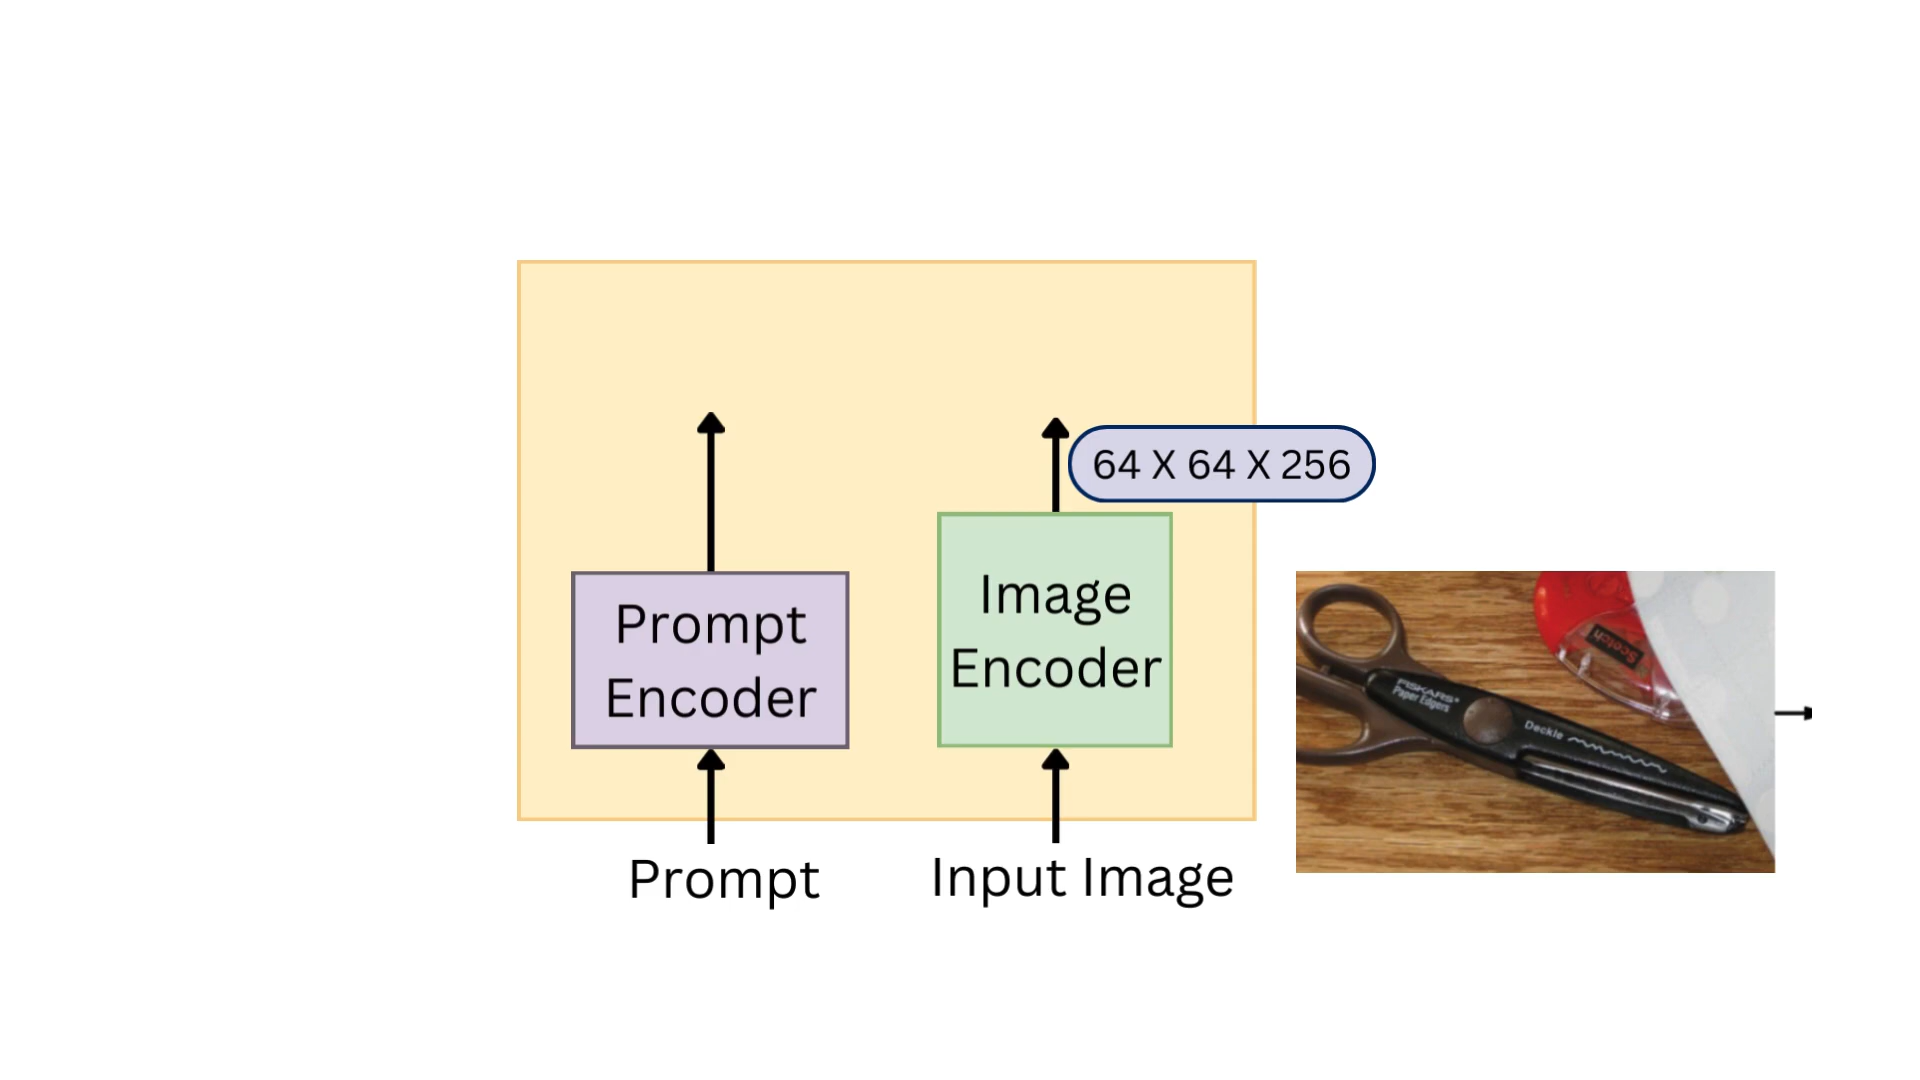 64 X 64 X 256
Prompt
Encoder
Image
Encoder
Prompt
Input Image
Scotch
FISKARS®
Paper Edgers
Deckle